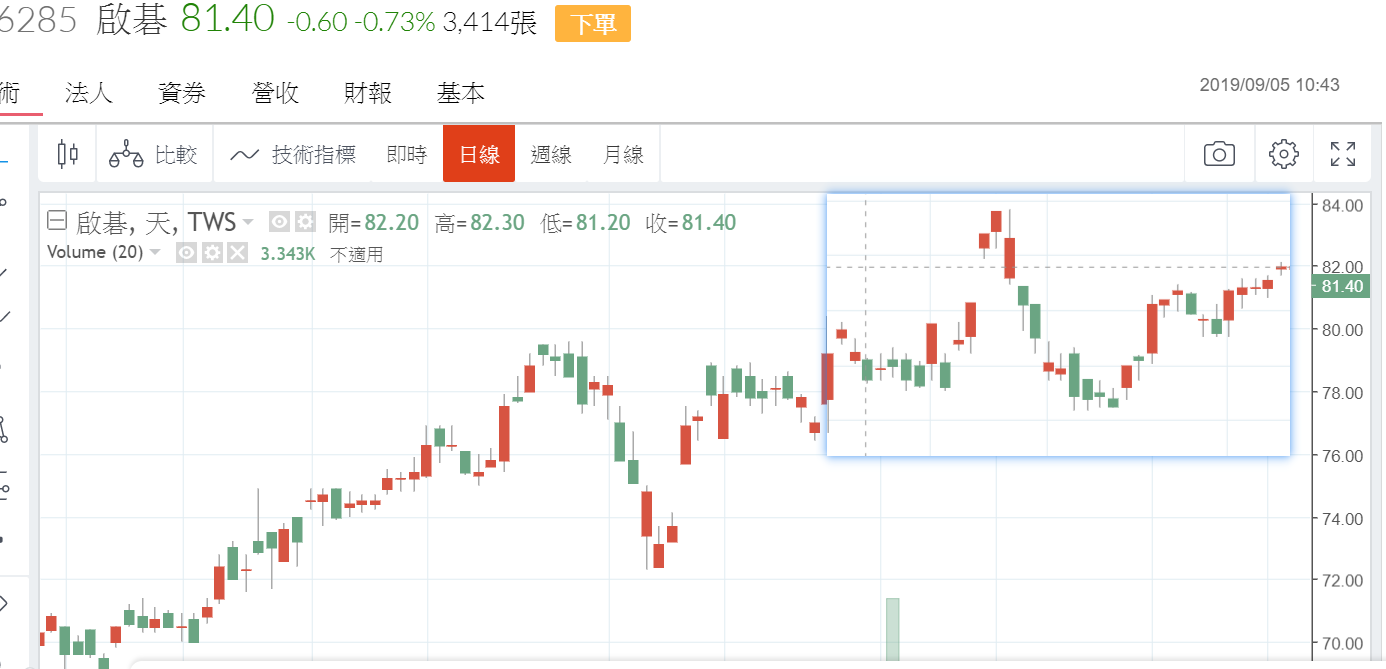 6285 啟碁 81.40 -0.60 -0.73% 3,414張 下單
術 法人 資券 營收 財報 基本
2019/09/05 10:43
比較 技術指標 即時 日線 週線 月線
啟碁, 天, TWS 開=82.20 高=82.30 低=81.20 收=81.40
Volume (20) 3.343K 不適用
84.00
82.00
81.40
80.00
78.00
76.00
74.00
72.00
70.00